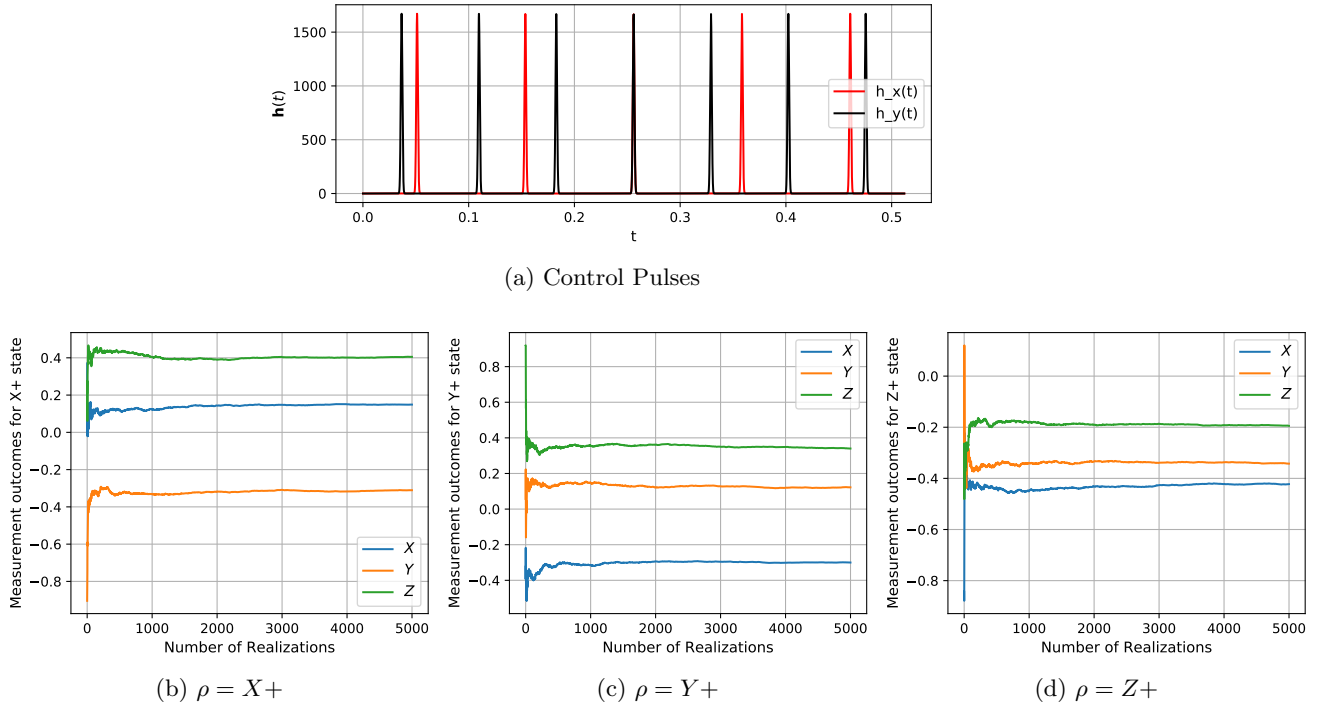 1500
1000
500
0
h(t)
h_x(t)
h_y(t)
0.0 0.1 0.2 0.3 0.4 0.5
t
(a) Control Pulses
Measurement outcomes for X+ state
0.4
0.2
0.0
−0.2
−0.4
−0.6
−0.8
X
Y
Z
0 1000 2000 3000 4000 5000
Number of Realizations
(b) ρ = X+
Measurement outcomes for Y+ state
0.8
0.6
0.4
0.2
0.0
−0.2
−0.4
X
Y
Z
0 1000 2000 3000 4000 5000
Number of Realizations
(c) ρ = Y+
Measurement outcomes for Z+ state
0.0
−0.2
−0.4
−0.6
−0.8
X
Y
Z
0 1000 2000 3000 4000 5000
Number of Realizations
(d) ρ = Z+